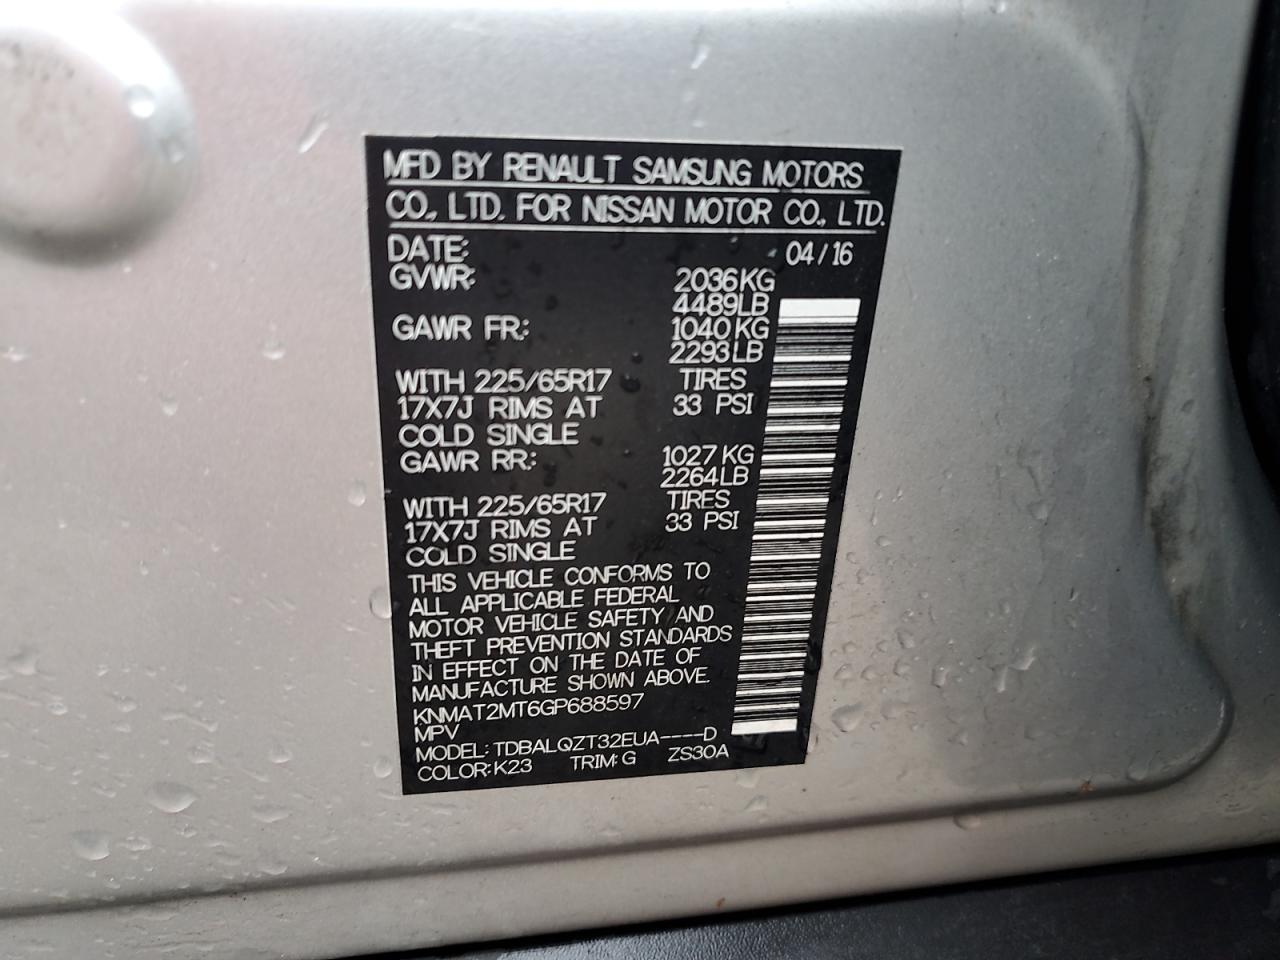 MFD BY RENAULT SAMSUNG MOTORS
CO., LTD. FOR NISSAN MOTOR CO., LTD.
DATE: 04/16
GVWR: 2036KG
4489LB
GAWR FR: 1040KG
2293LB
WITH 225/65R17 TIRES
17X7J RIMS AT 33 PSI
COLD SINGLE
GAWR RR: 1027KG
2264LB
WITH 225/65R17 TIRES
17X7J RIMS AT 33 PSI
COLD SINGLE
THIS VEHICLE CONFORMS TO
ALL APPLICABLE FEDERAL
MOTOR VEHICLE SAFETY AND
THEFT PREVENTION STANDARDS
IN EFFECT ON THE DATE OF
MANUFACTURE SHOWN ABOVE.
KNMAT2MT6GP688597
MPV
MODEL: TDBALQZT32EUA----D
COLOR: K23 TRIM: G ZS30A